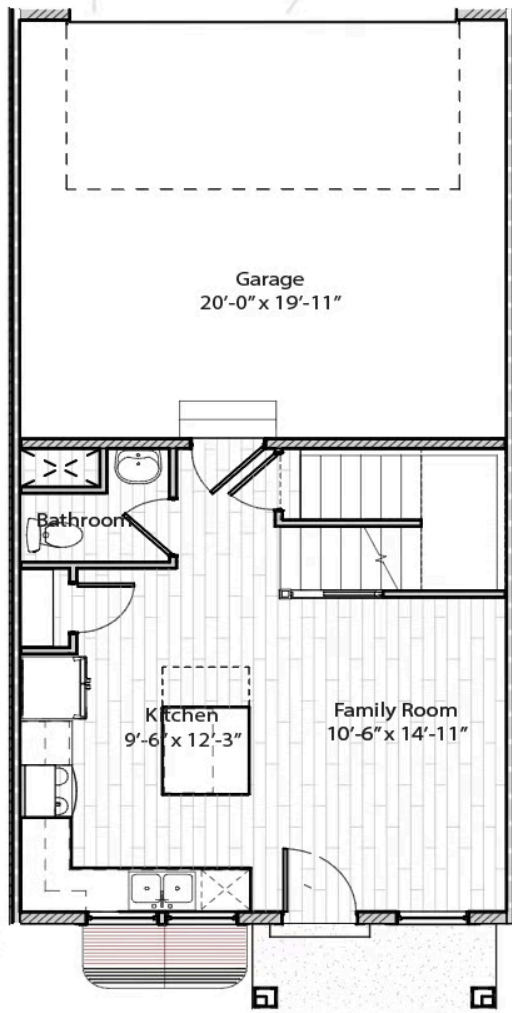 Garage
20'-0" x 19'-11"
Bathroom
Kitchen
9'-6" x 12'-3"
Family Room
10'-6" x 14'-11"